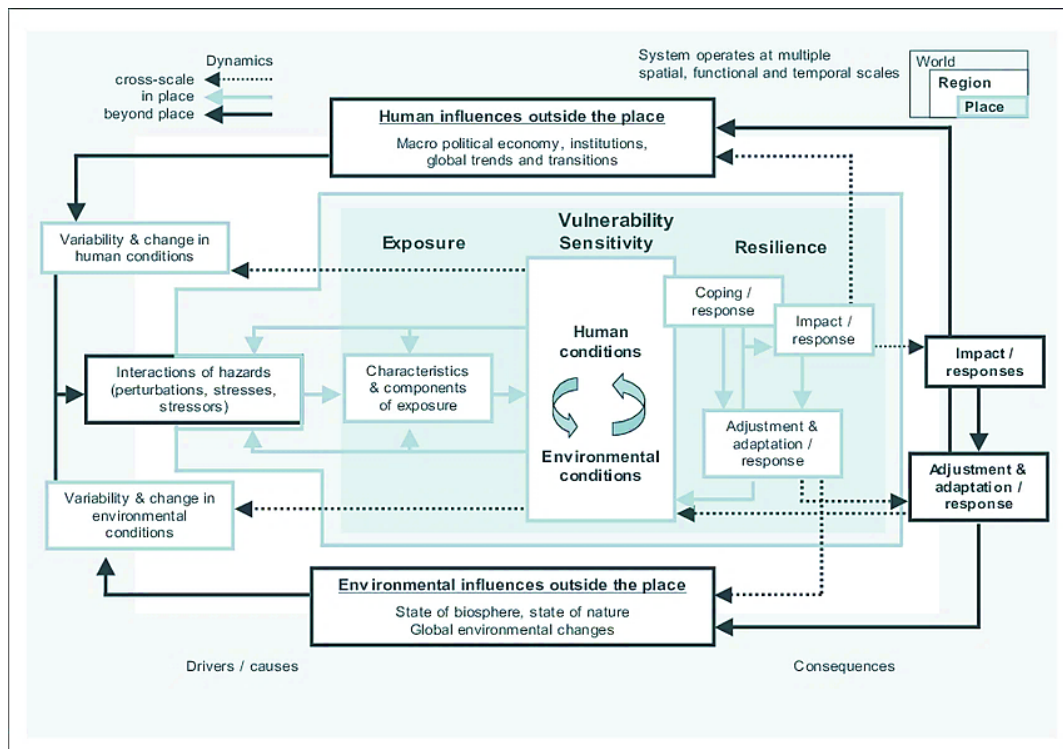 Dynamics
cross-scale
in place
beyond place
System operates at multiple
spatial, functional and temporal scales
World
Region
Place
Human influences outside the place
Macro political economy, institutions,
global trends and transitions
Variability & change in
human conditions
Exposure
Vulnerability
Sensitivity
Resilience
Coping /
response
Impact /
response
Human
conditions
Interactions of hazards
(perturbations, stresses,
stressors)
Characteristics
& components
of exposure
Impact /
responses
Environmental
conditions
Adjustment &
adaptation /
response
Adjustment &
adaptation /
response
Variability & change in
environmental
conditions
Environmental influences outside the place
State of biosphere, state of nature
Global environmental changes
Drivers / causes
Consequences